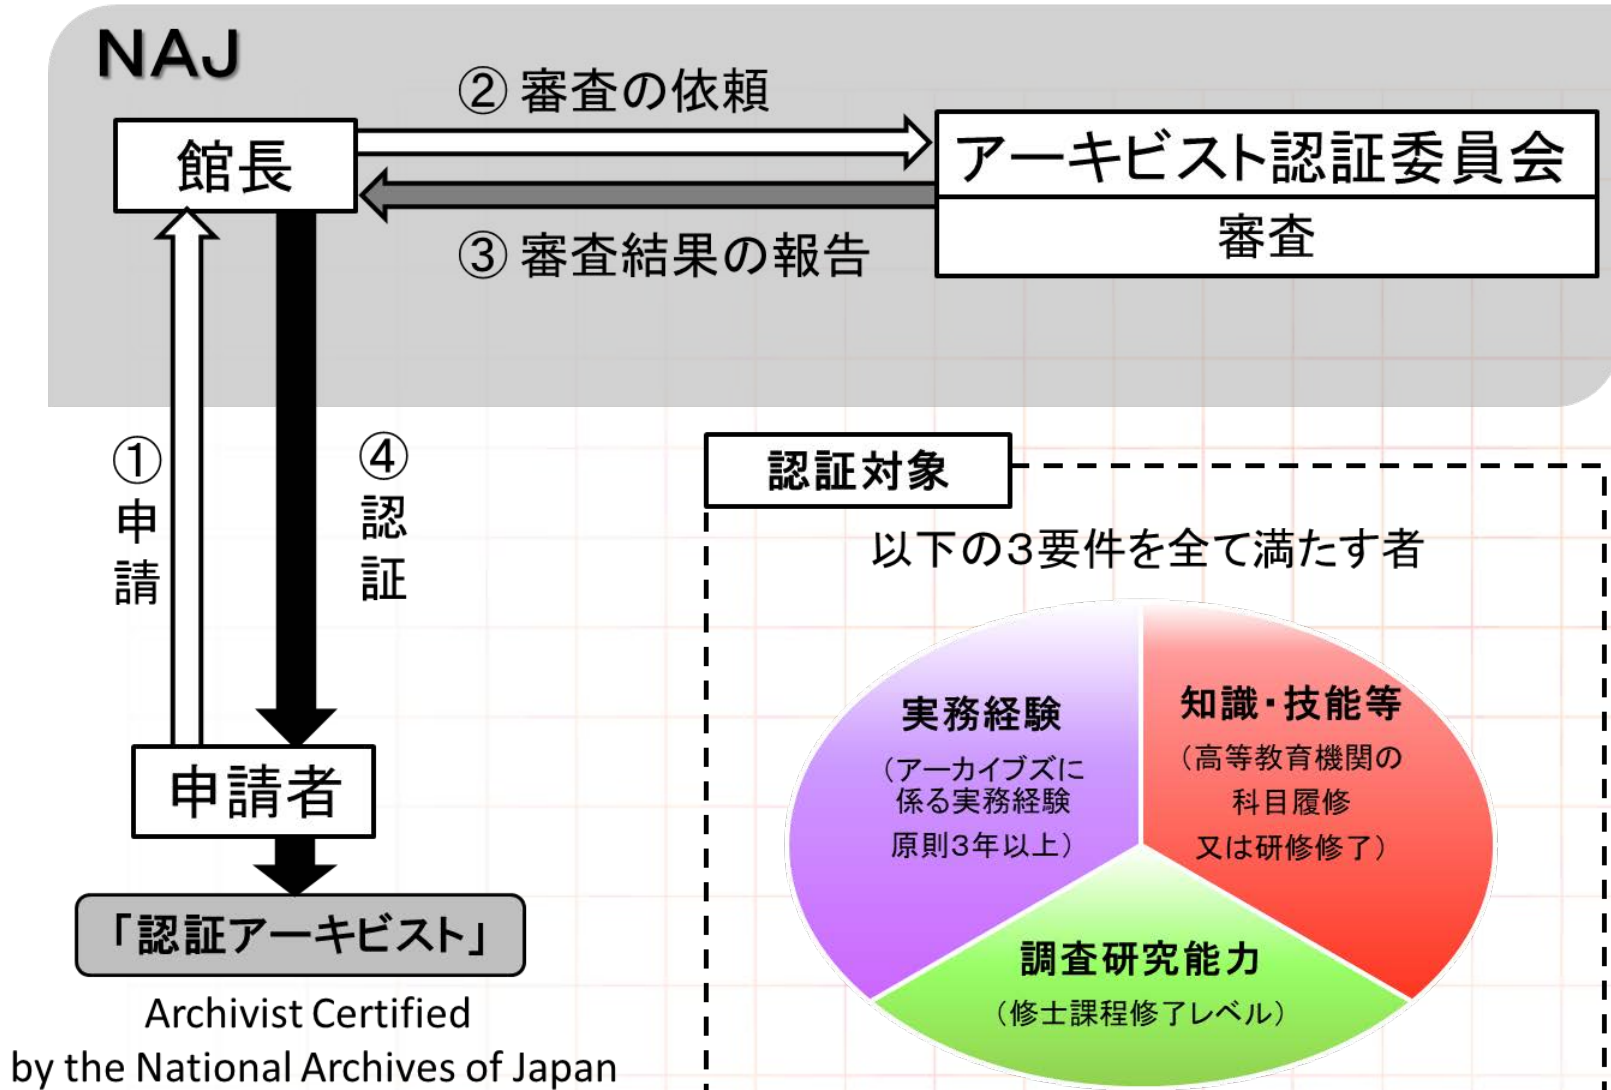 NAJ
② 審査の依頼
館長
アーキビスト認証委員会
審査
③ 審査結果の報告
①申請
④認証
申請者
「認証アーキビスト」
Archivist Certified
by the National Archives of Japan
認証対象
以下の3要件を全て満たす者
実務経験
（アーカイブズに
係る実務経験
原則3年以上）
知識・技能等
（高等教育機関の
科目履修
又は研修修了）
調査研究能力
（修士課程修了レベル）